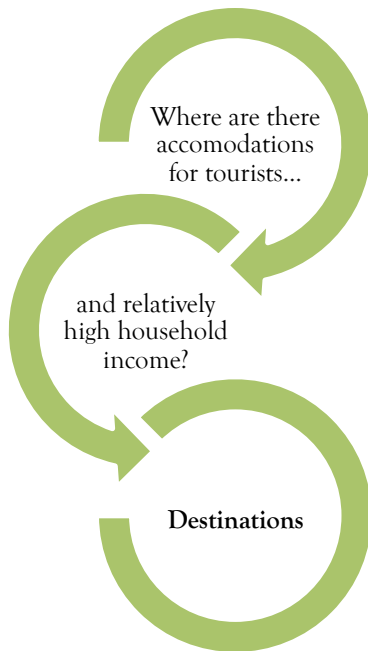 Where are there
accomodations
for tourists...
and relatively
high household
income?
Destinations